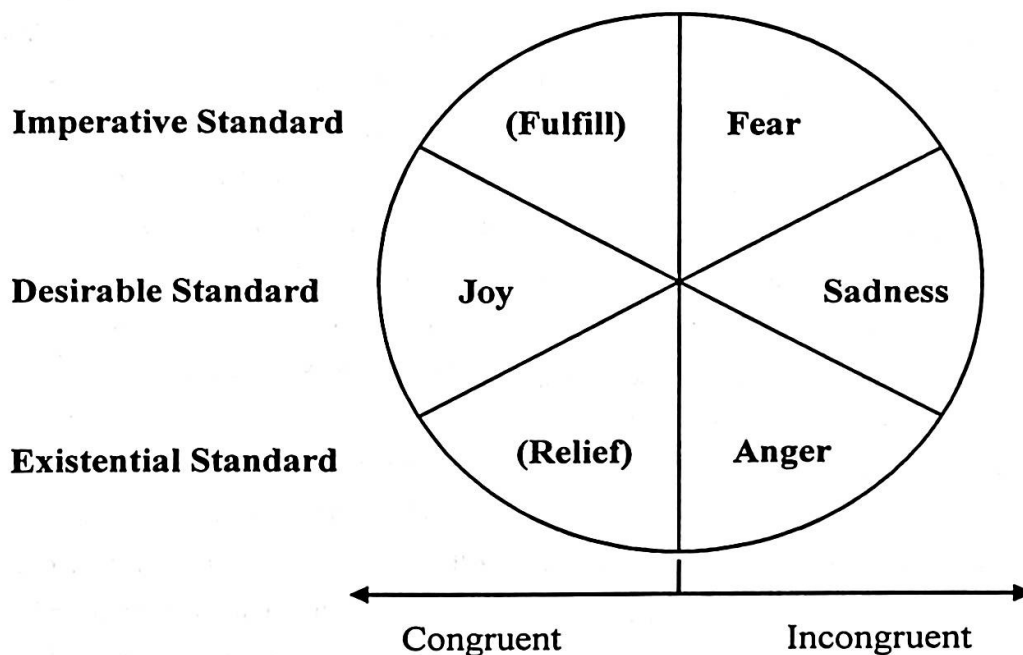 Imperative Standard (Fulfill) Fear
Desirable Standard Joy Sadness
Existential Standard (Relief) Anger
Congruent Incongruent